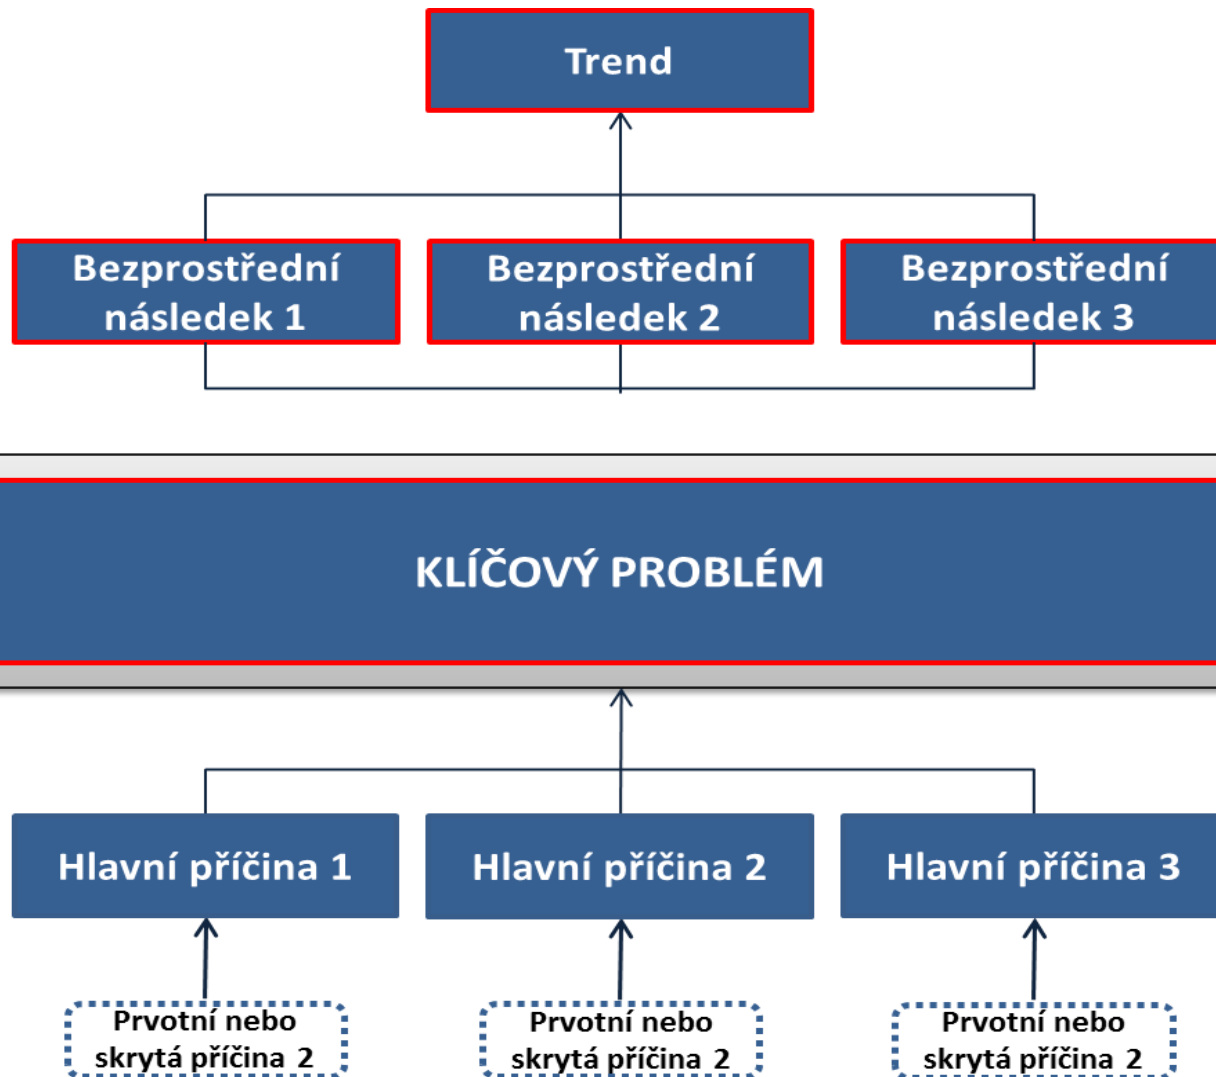 Trend
Bezprostřední
následek 1
Bezprostřední
následek 2
Bezprostřední
následek 3
KLÍČOVÝ PROBLÉM
Hlavní příčina 1
Hlavní příčina 2
Hlavní příčina 3
Prvotní nebo
skrytá příčina 2
Prvotní nebo
skrytá příčina 2
Prvotní nebo
skrytá příčina 2